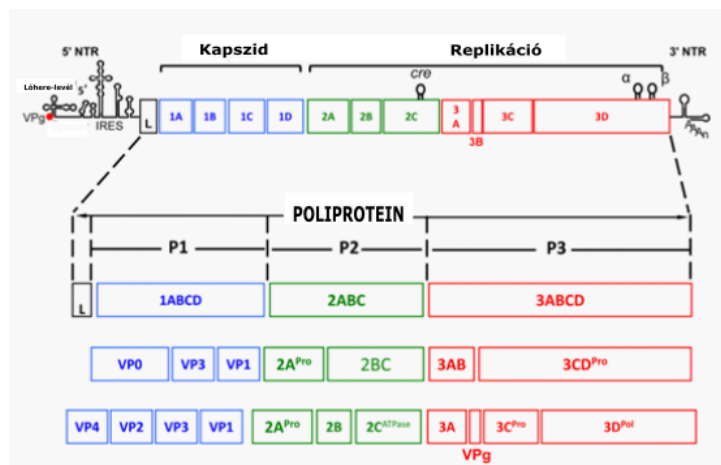 5' NTR
Kapszid
Replikáció
3' NTR
Lóhere-levél
5'
cre
α
β
VPg
IRES
L
1A
1B
1C
1D
2A
2B
2C
3
A
3B
3C
3D
AAAn
POLIPROTEIN
P1
P2
P3
L
1ABCD
2ABC
3ABCD
VP0
VP3
VP1
2APro
2BC
3AB
3CDPro
VP4
VP2
VP3
VP1
2APro
2B
2CATPase
3A
3CPro
3DPol
VPg